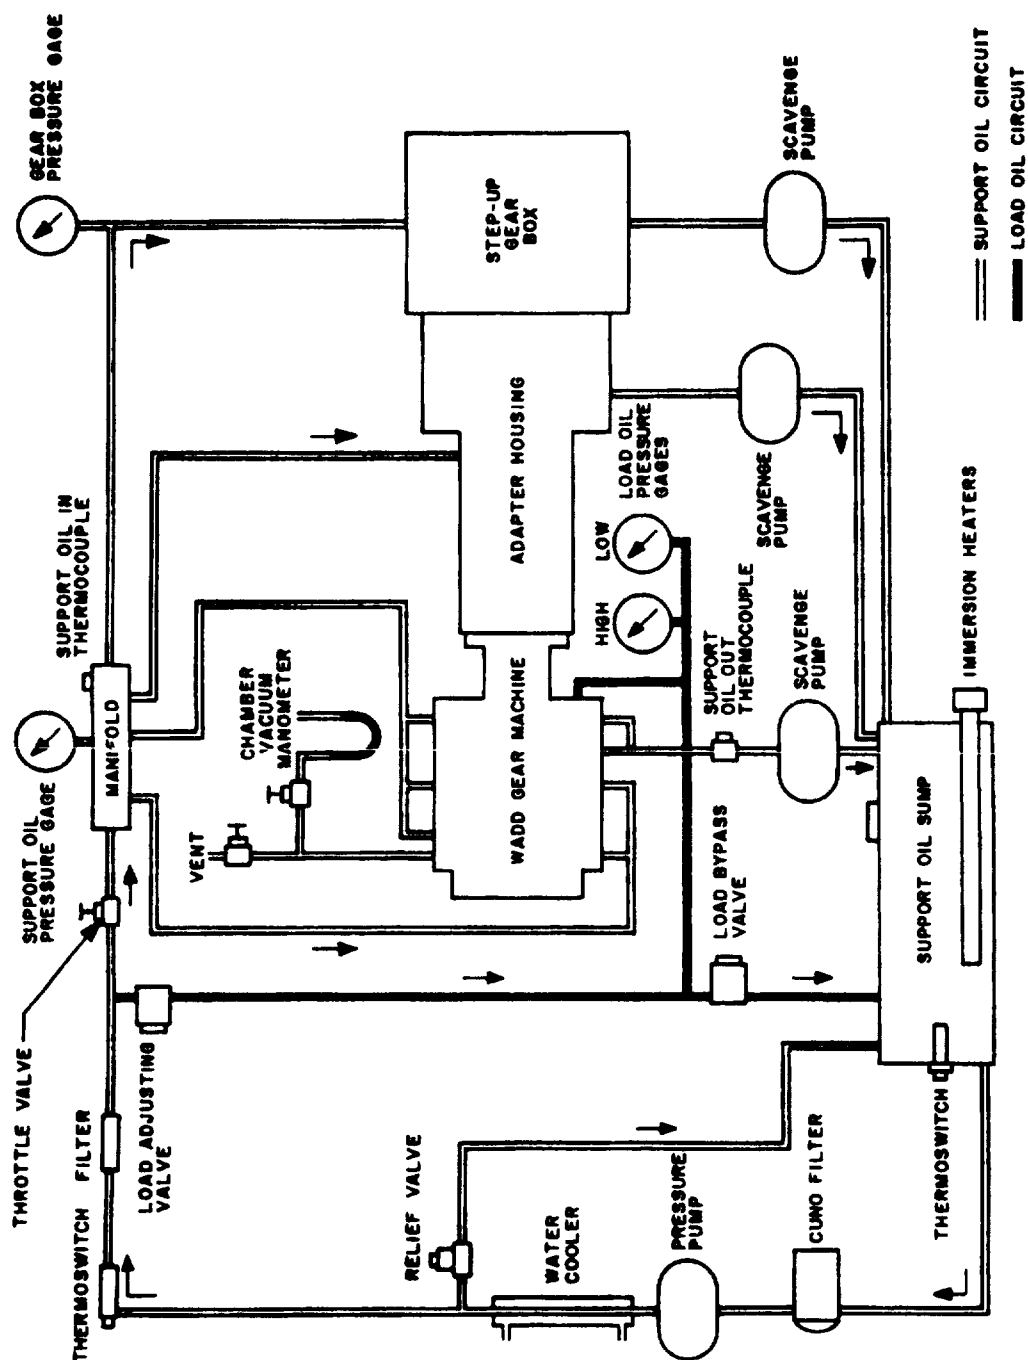 GEAR BOX
PRESSURE GAGE
SUPPORT OIL IN
THERMOCOUPLE
SUPPORT OIL
PRESSURE GAGE
MANIFOLD
THROTTLE VALVE
THERMOSWITCH
FILTER
LOAD ADJUSTING
VALVE
VENT
CHAMBER
VACUUM
MANOMETER
STEP-UP
GEAR
BOX
ADAPTER HOUSING
WADD GEAR MACHINE
RELIEF VALVE
WATER
COOLER
PRESSURE
PUMP
CUNO FILTER
THERMOSWITCH
HIGH
LOW
LOAD OIL
PRESSURE
GAGES
SUPPORT
OIL OUT
THERMOCOUPLE
LOAD BYPASS
VALVE
SCAVENGE
PUMP
SCAVENGE
PUMP
SCAVENGE
PUMP
SUPPORT OIL SUMP
IMMERSION HEATERS
SUPPORT OIL CIRCUIT
LOAD OIL CIRCUIT